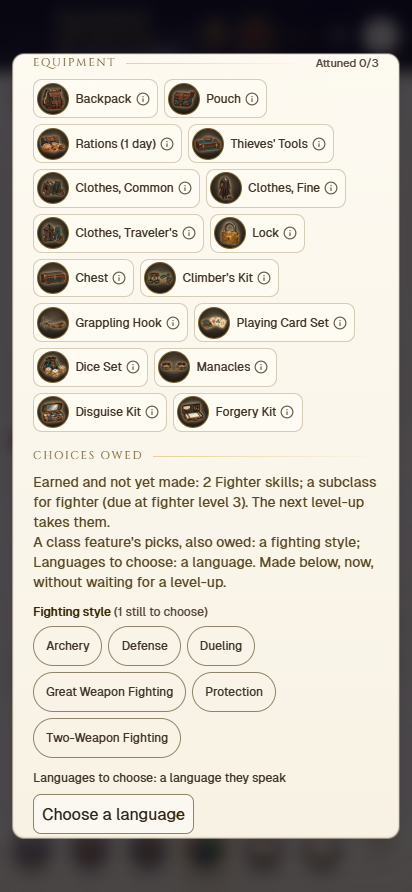 EQUIPMENT Attuned 0/3
Backpack Pouch
Rations (1 day) Thieves' Tools
Clothes, Common Clothes, Fine
Clothes, Traveler's Lock
Chest Climber's Kit
Grappling Hook Playing Card Set
Dice Set Manacles
Disguise Kit Forgery Kit
CHOICES OWED
Earned and not yet made: 2 Fighter skills; a subclass
for fighter (due at fighter level 3). The next level-up
takes them.
A class feature's picks, also owed: a fighting style;
Languages to choose: a language. Made below, now,
without waiting for a level-up.
Fighting style (1 still to choose)
Archery Defense Dueling
Great Weapon Fighting Protection
Two-Weapon Fighting
Languages to choose: a language they speak
Choose a language